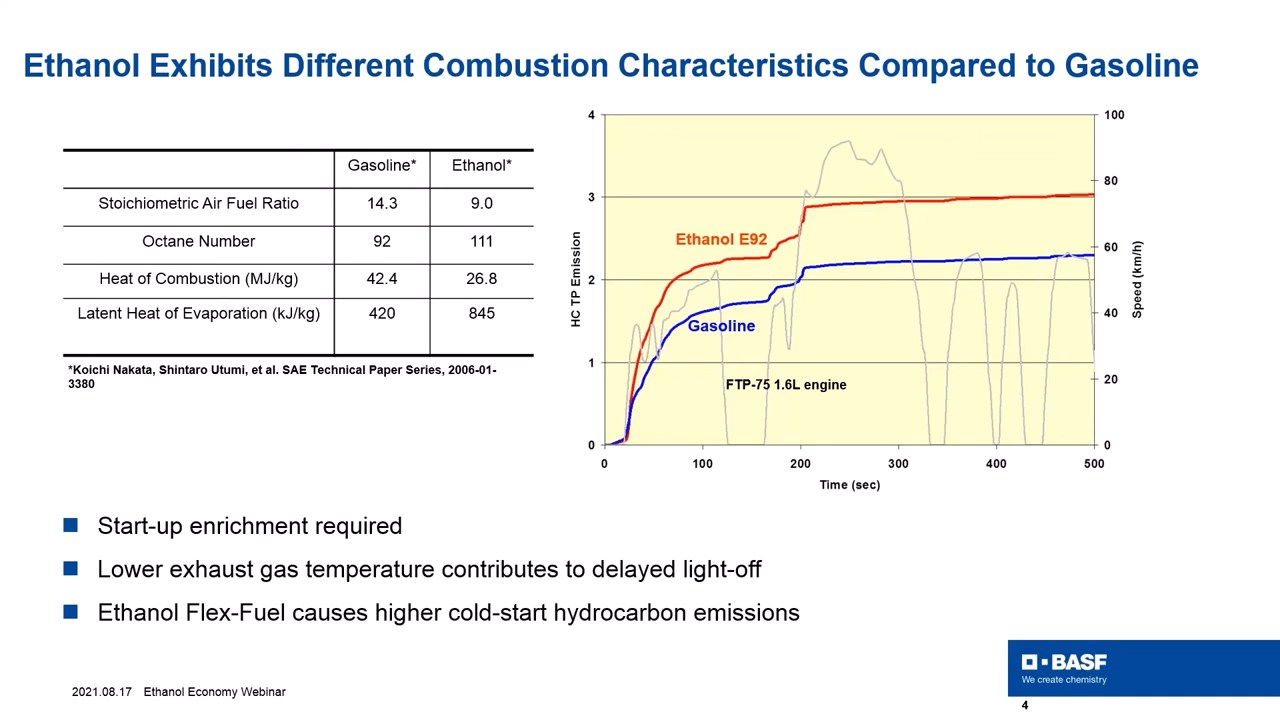 Ethanol Exhibits Different Combustion Characteristics Compared to Gasoline
Gasoline* Ethanol*
Stoichiometric Air Fuel Ratio 14.3 9.0
Octane Number 92 111
Heat of Combustion (MJ/kg) 42.4 26.8
Latent Heat of Evaporation (kJ/kg) 420 845
*Koichi Nakata, Shintaro Utumi, et al. SAE Technical Paper Series, 2006-01-
3380
HC TP Emission
4
3
2
1
0
Ethanol E92
Gasoline
FTP-75 1.6L engine
100
80
60
40
20
0
Speed (km/h)
0 100 200 300 400 500
Time (sec)
Start-up enrichment required
Lower exhaust gas temperature contributes to delayed light-off
Ethanol Flex-Fuel causes higher cold-start hydrocarbon emissions
BASF
We create chemistry
2021.08.17 Ethanol Economy Webinar
4